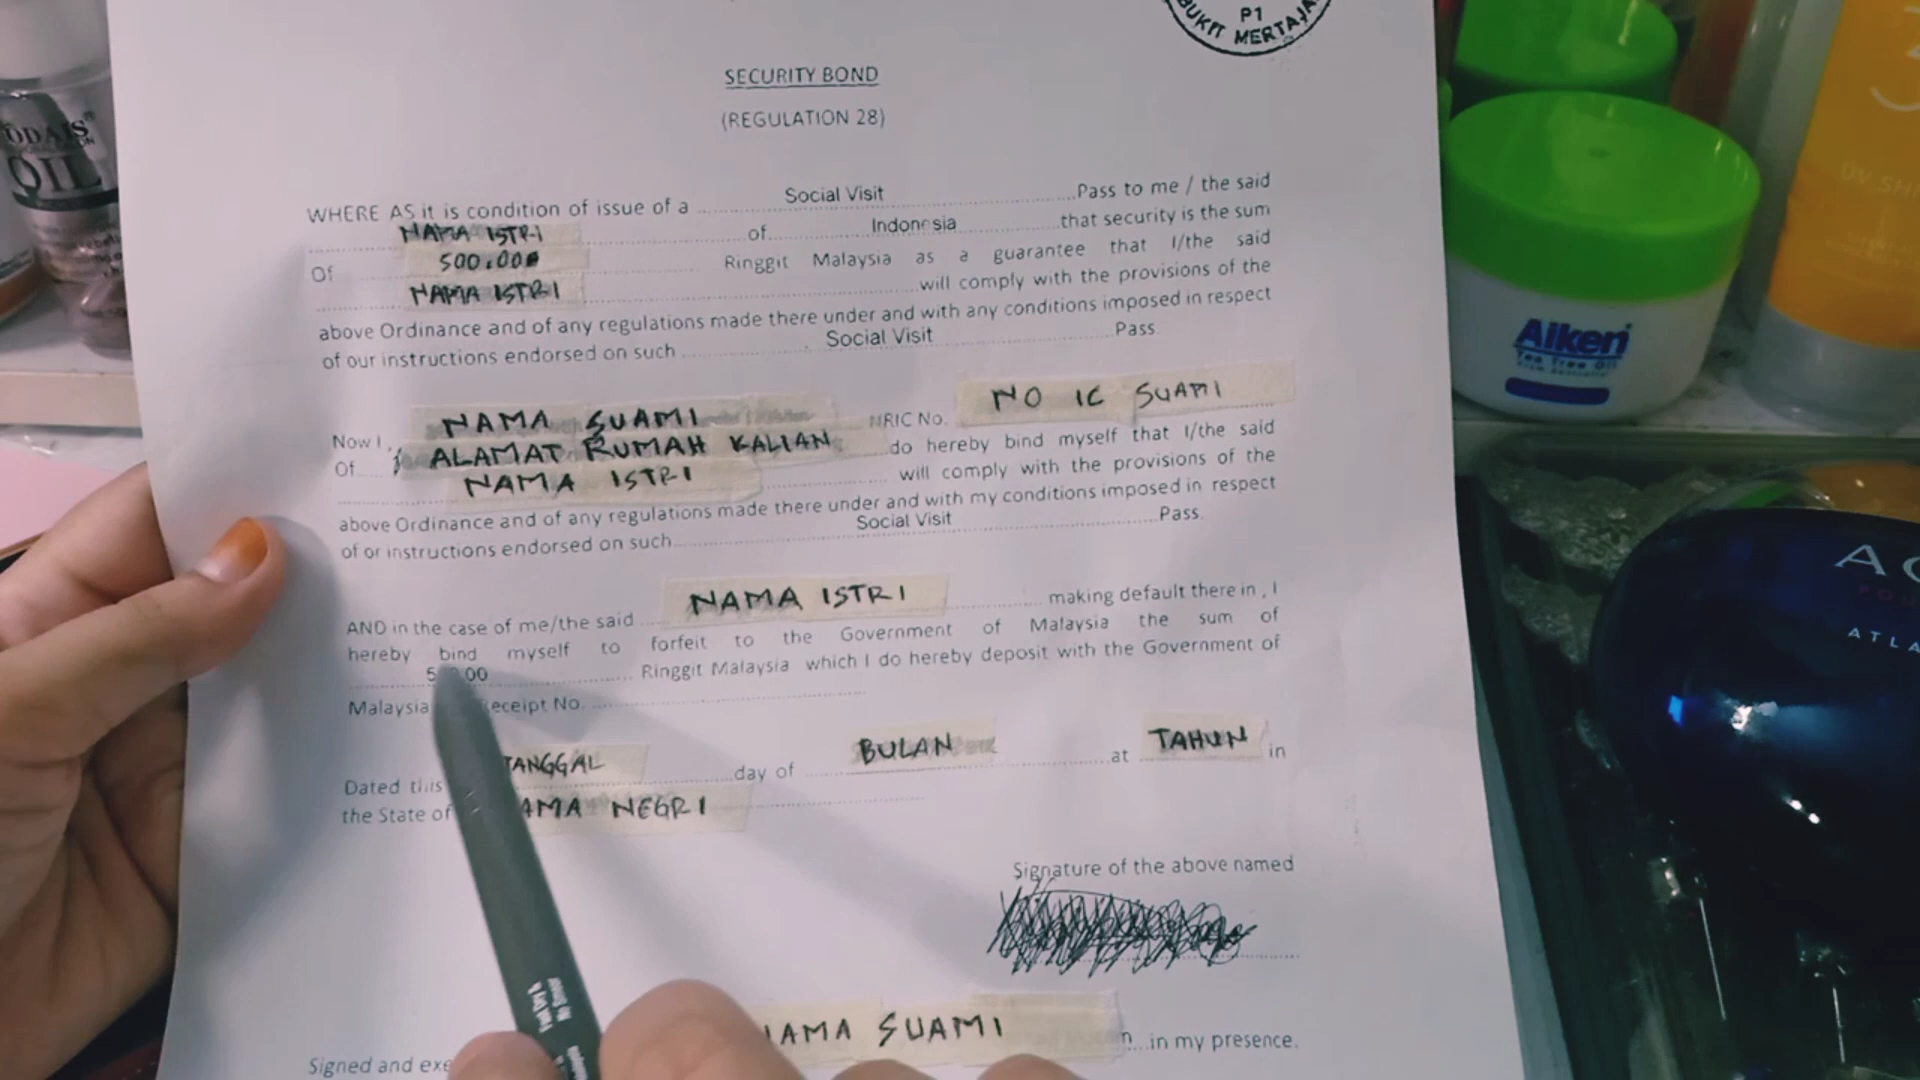 P1
BUKIT MERTAJA
SECURITY BOND
(REGULATION 28)
WHERE AS it is condition of issue of a Social Visit Pass to me / the said
NAMA ISTRI of Indonesia that security is the sum
Of 500.00 Ringgit Malaysia as a guarantee that I/the said
NAMA ISTRI will comply with the provisions of the
above Ordinance and of any regulations made there under and with any conditions imposed in respect
of our instructions endorsed on such Social Visit Pass.
Now I, NAMA SUAMI NRIC No. NO IC SUAMI
Of ALAMAT RUMAH KALIAN do hereby bind myself that I/the said
NAMA ISTRI will comply with the provisions of the
above Ordinance and of any regulations made there under and with my conditions imposed in respect
of or instructions endorsed on such Social Visit Pass.
AND in the case of me/the said NAMA ISTRI making default there in , I
hereby bind myself to forfeit to the Government of Malaysia the sum of
5 00 Ringgit Malaysia which I do hereby deposit with the Government of
Malaysia eceipt No.
Dated this TANGGAL day of BULAN at TAHUN in
the State of AMA NEGRI
Signature of the above named
Signed and exe AMA SUAMI in my presence.
ODAIS
OIL
Aiken
Tea Tree Oil
UV SH
ATLA